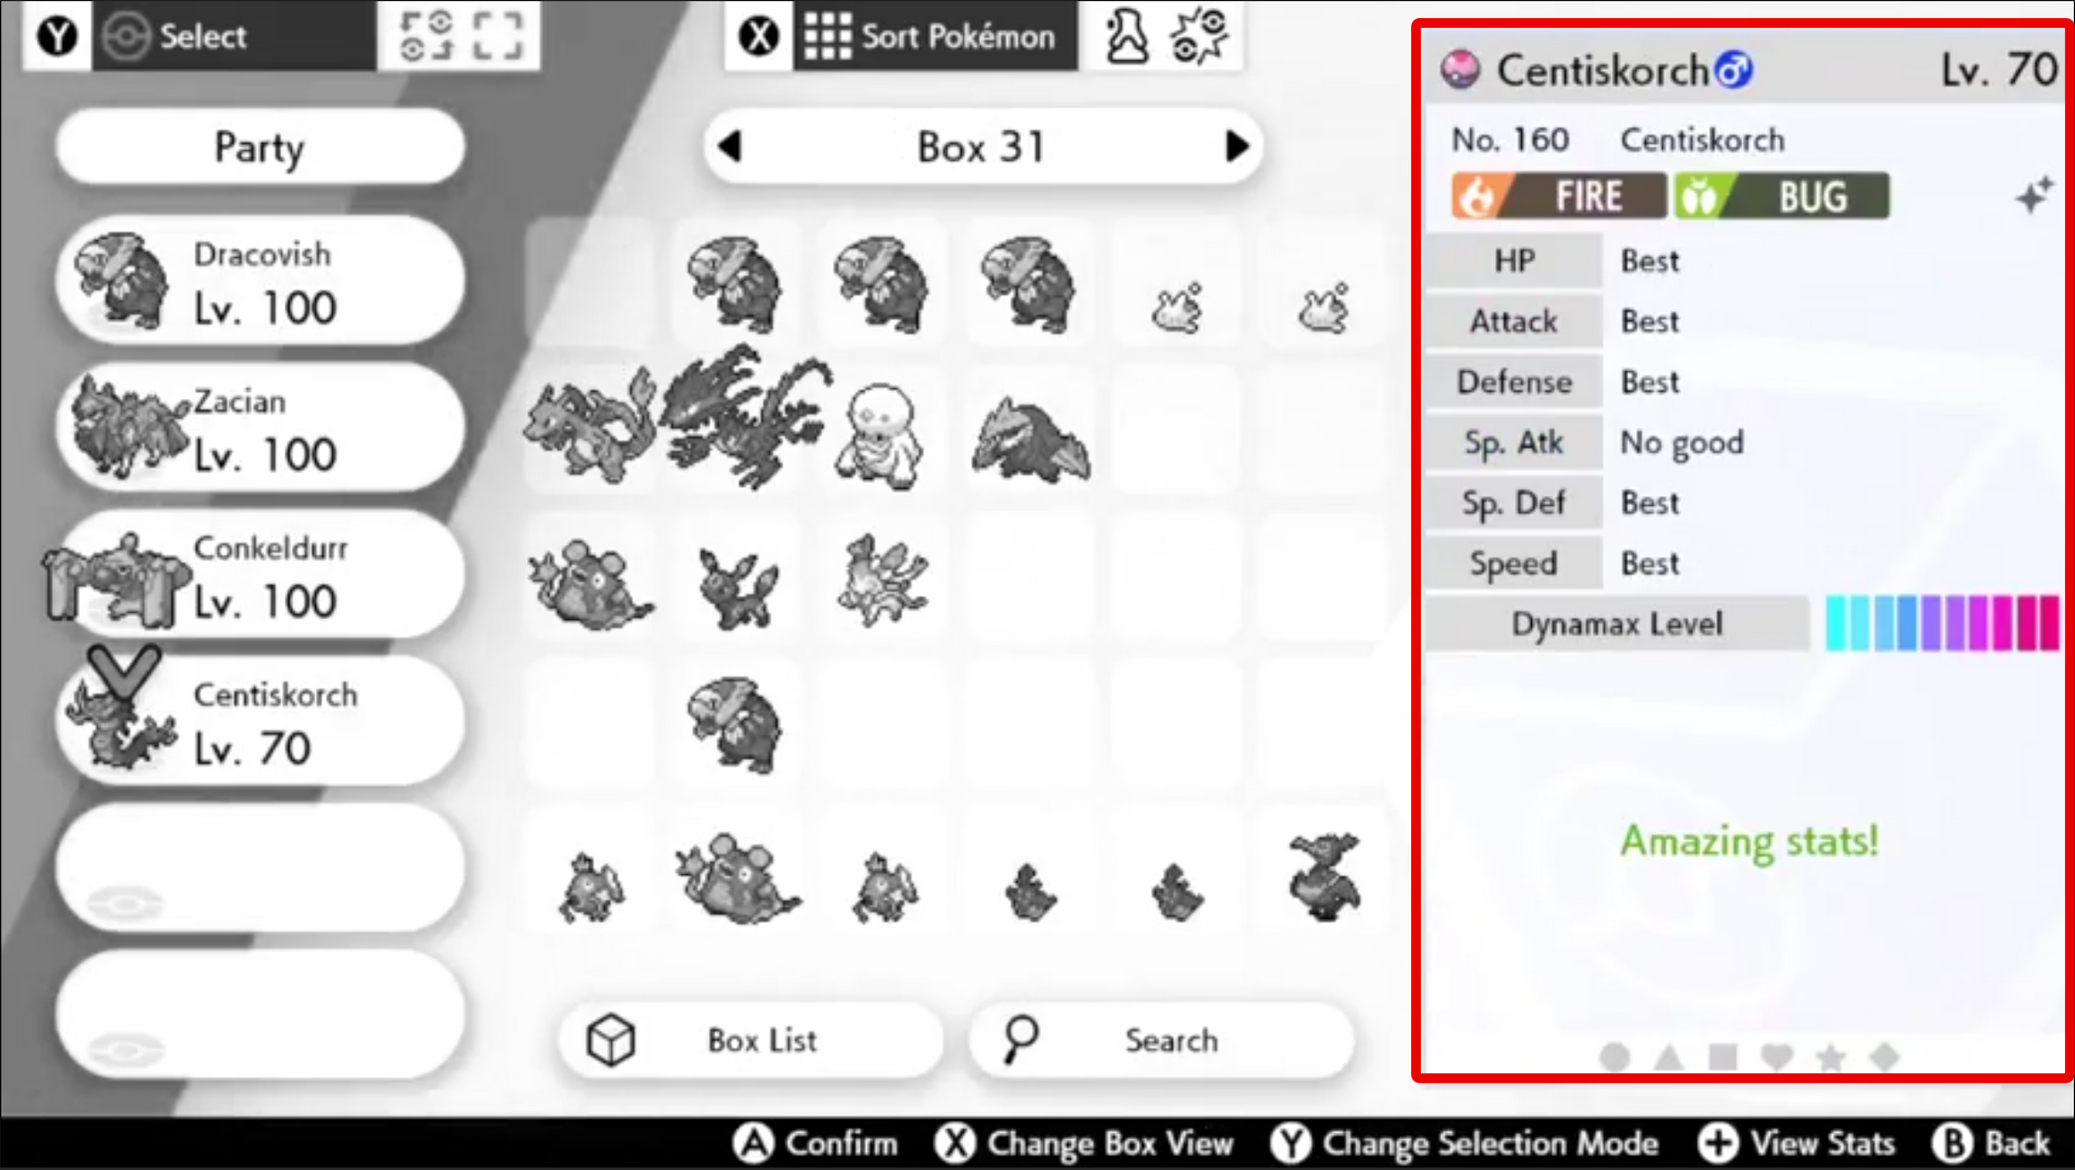 Y Select
X Sort Pokémon
Party
Dracovish
Lv. 100
Zacian
Lv. 100
Conkeldurr
Lv. 100
Centiskorch
Lv. 70
Box 31
Box List
Search
Centiskorch♂ Lv. 70
No. 160 Centiskorch
FIRE BUG
HP Best
Attack Best
Defense Best
Sp. Atk No good
Sp. Def Best
Speed Best
Dynamax Level
Amazing stats!
A Confirm X Change Box View Y Change Selection Mode + View Stats B Back